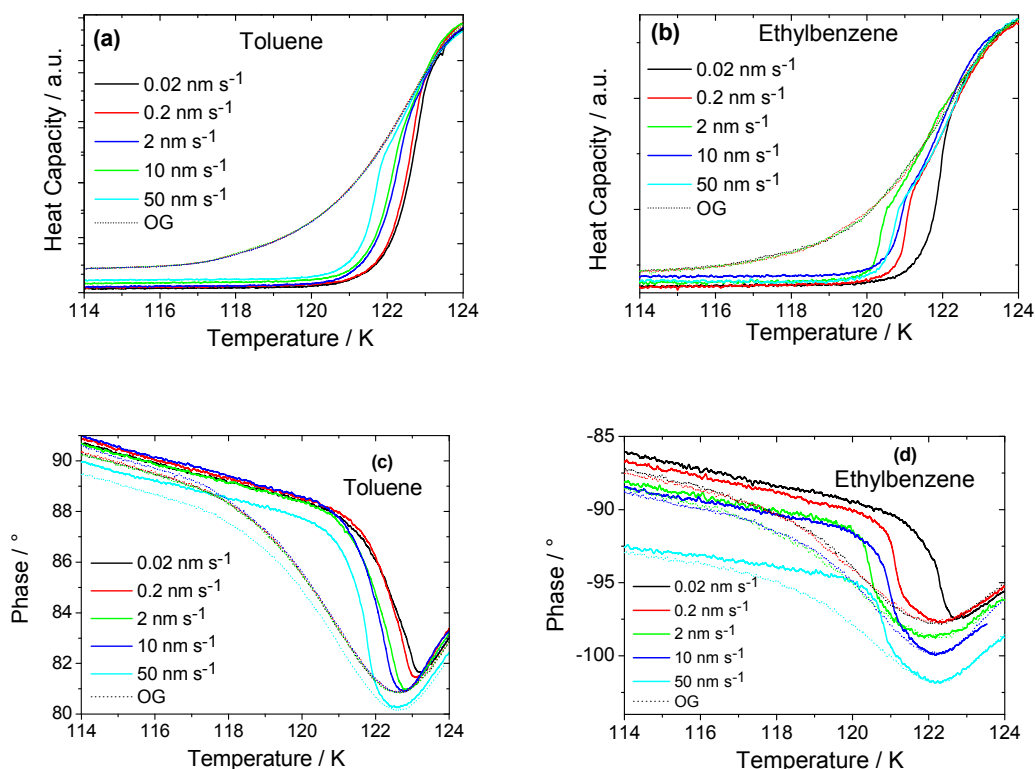 (a)
Toluene
Heat Capacity / a.u.
0.02 nm s⁻¹
0.2 nm s⁻¹
2 nm s⁻¹
10 nm s⁻¹
50 nm s⁻¹
OG
114 116 118 120 122 124
Temperature / K
(b)
Ethylbenzene
Heat Capacity / a.u.
0.02 nm s⁻¹
0.2 nm s⁻¹
2 nm s⁻¹
10 nm s⁻¹
50 nm s⁻¹
OG
114 116 118 120 122 124
Temperature / K
(c)
Toluene
Phase / °
90
88
86
84
82
80
0.02 nm s⁻¹
0.2 nm s⁻¹
2 nm s⁻¹
10 nm s⁻¹
50 nm s⁻¹
OG
114 116 118 120 122 124
Temperature / K
(d)
Ethylbenzene
Phase / °
-85
-90
-95
-100
0.02 nm s⁻¹
0.2 nm s⁻¹
2 nm s⁻¹
10 nm s⁻¹
50 nm s⁻¹
OG
114 116 118 120 122 124
Temperature / K